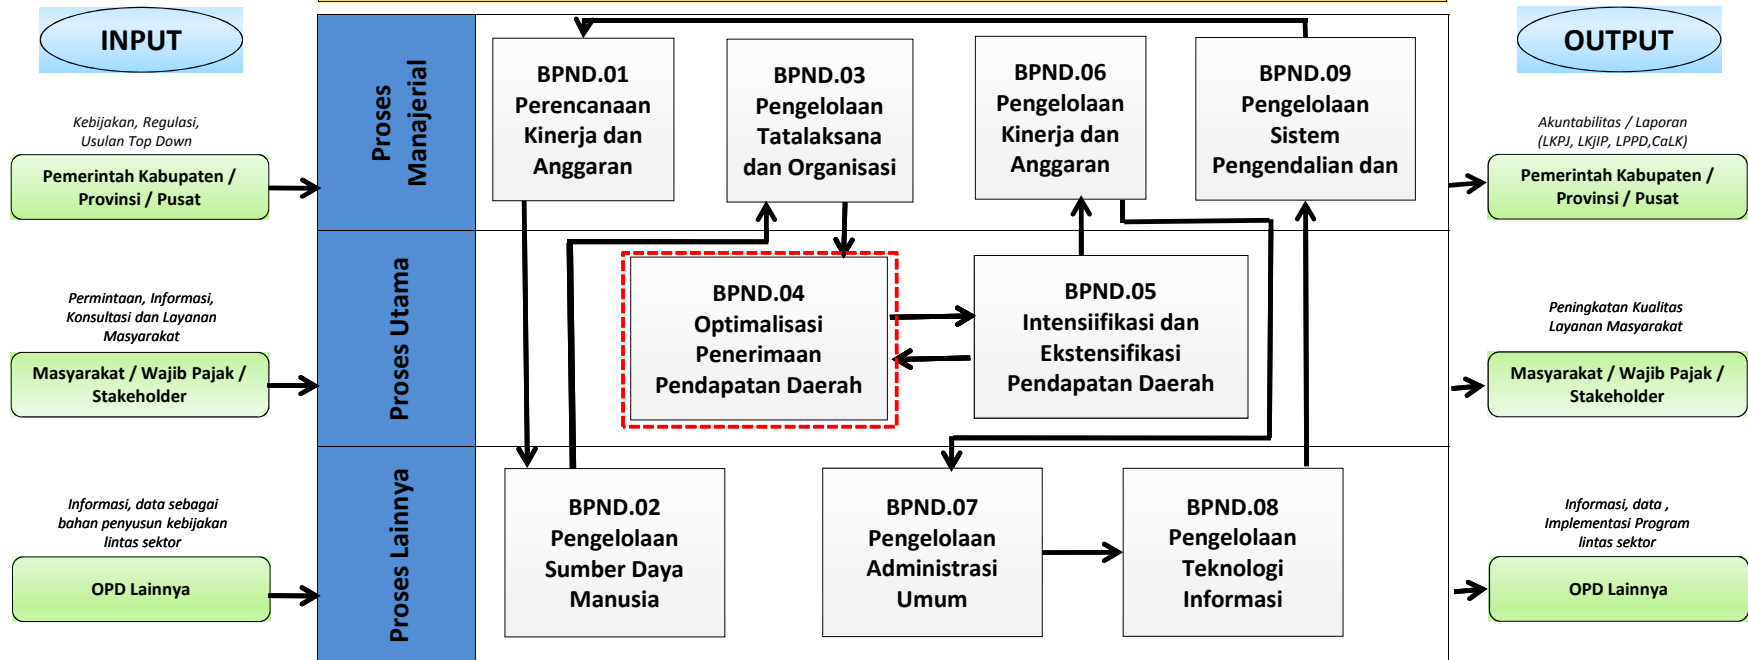 INPUT
Kebijakan, Regulasi,
Usulan Top Down
Pemerintah Kabupaten /
Provinsi / Pusat
Permintaan, Informasi,
Konsultasi dan Layanan
Masyarakat
Masyarakat / Wajib Pajak /
Stakeholder
Informasi, data sebagai
bahan penyusun kebijakan
lintas sektor
OPD Lainnya
Proses
Manajerial
BPND.01
Perencanaan
Kinerja dan
Anggaran
BPND.03
Pengelolaan
Tatalaksana
dan Organisasi
BPND.06
Pengelolaan
Kinerja dan
Anggaran
BPND.09
Pengelolaan
Sistem
Pengendalian dan
Proses Utama
BPND.04
Optimalisasi
Penerimaan
Pendapatan Daerah
BPND.05
Intensiifikasi dan
Ekstensifikasi
Pendapatan Daerah
Proses Lainnya
BPND.02
Pengelolaan
Sumber Daya
Manusia
BPND.07
Pengelolaan
Administrasi
Umum
BPND.08
Pengelolaan
Teknologi
Informasi
OUTPUT
Akuntabilitas / Laporan
(LKPJ, LKjIP, LPPD,CaLK)
Pemerintah Kabupaten /
Provinsi / Pusat
Peningkatan Kualitas
Layanan Masyarakat
Masyarakat / Wajib Pajak /
Stakeholder
Informasi, data ,
Implementasi Program
lintas sektor
OPD Lainnya